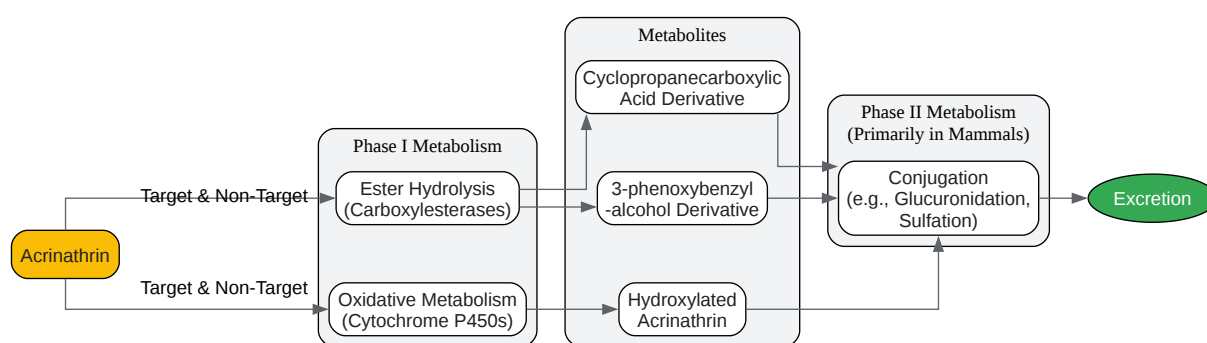 Acrinathrin
Target & Non-Target
Target & Non-Target
Phase I Metabolism
Ester Hydrolysis
(Carboxylesterases)
Oxidative Metabolism
(Cytochrome P450s)
Metabolites
Cyclopropanecarboxylic
Acid Derivative
3-phenoxybenzyl
-alcohol Derivative
Hydroxylated
Acrinathrin
Phase II Metabolism
(Primarily in Mammals)
Conjugation
(e.g., Glucuronidation,
Sulfation)
Excretion